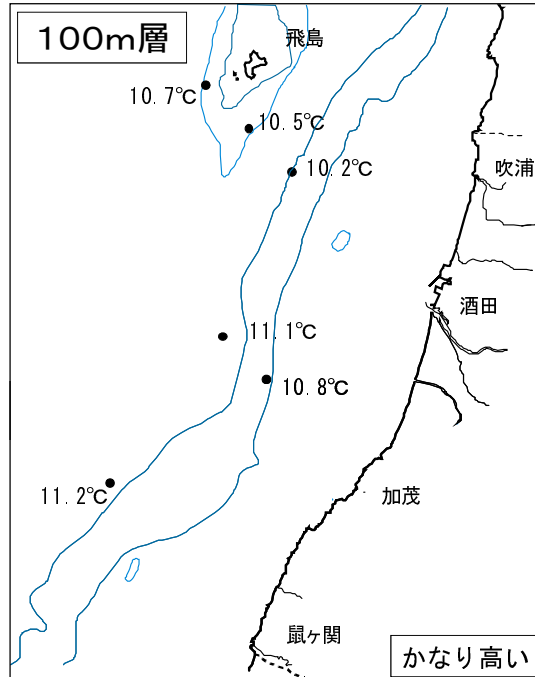 100m層
飛島
10.7℃
10.5℃
10.2℃
吹浦
酒田
11.1℃
10.8℃
11.2℃
加茂
鼠ヶ関
かなり高い